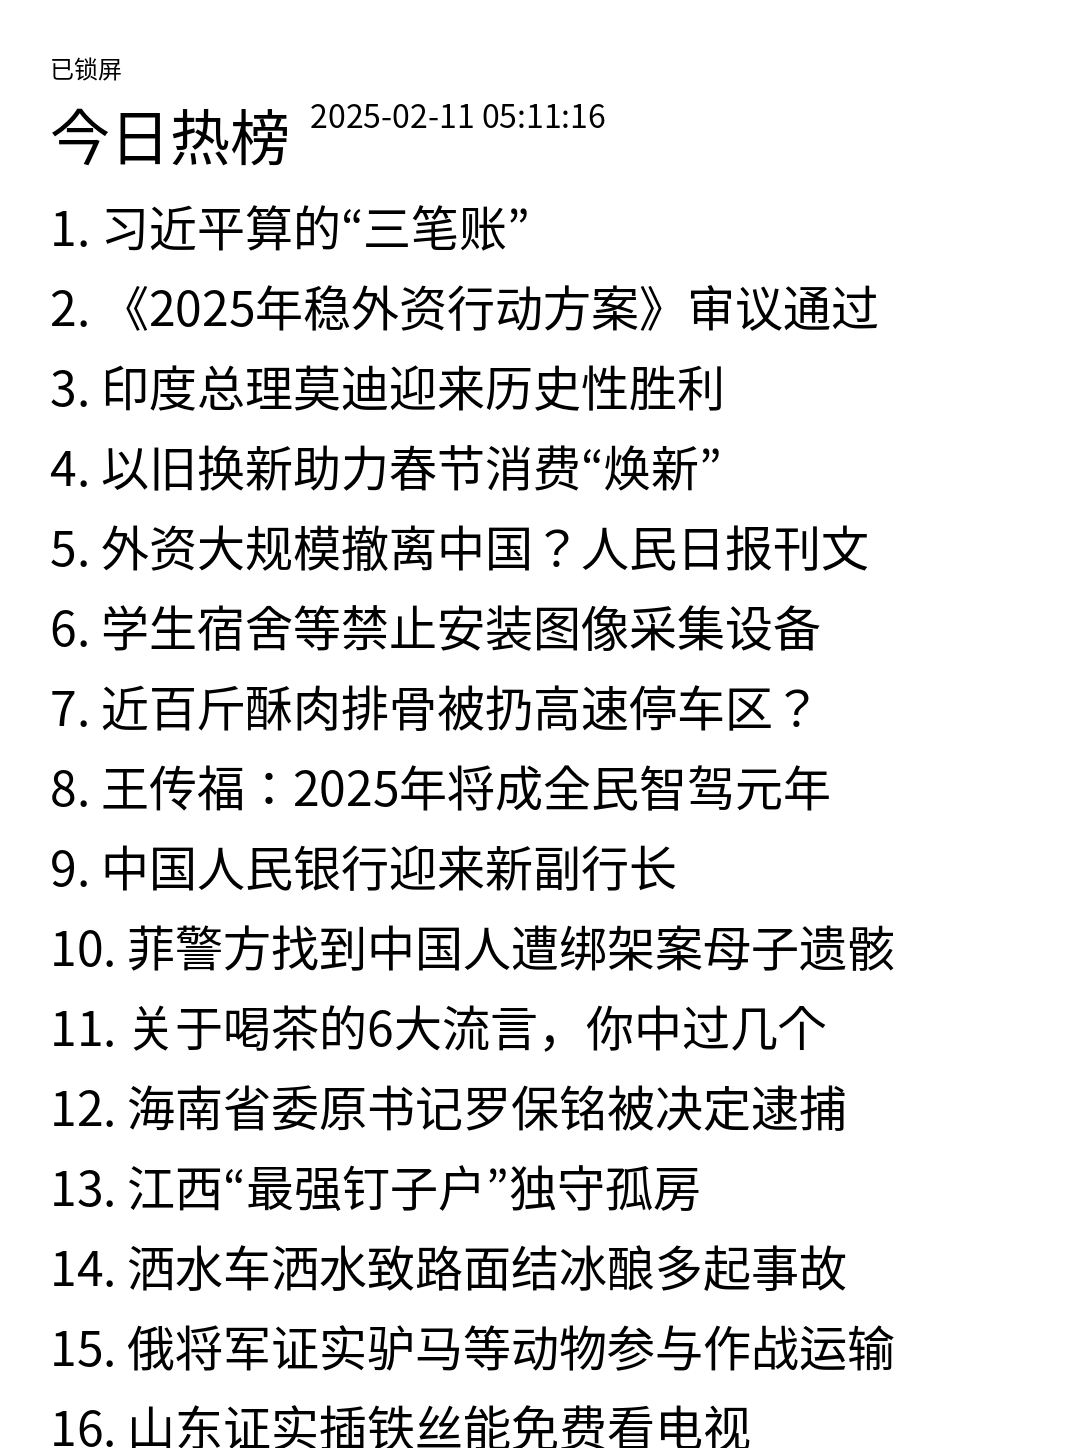 已锁屏
今日热榜 2025-02-11 05:11:16
1. 习近平算的“三笔账”
2. 《2025年稳外资行动方案》审议通过
3. 印度总理莫迪迎来历史性胜利
4. 以旧换新助力春节消费“焕新”
5. 外资大规模撤离中国？人民日报刊文
6. 学生宿舍等禁止安装图像采集设备
7. 近百斤酥肉排骨被扔高速停车区？
8. 王传福：2025年将成全民智驾元年
9. 中国人民银行迎来新副行长
10. 菲警方找到中国人遭绑架案母子遗骸
11. 关于喝茶的6大流言，你中过几个
12. 海南省委原书记罗保铭被决定逮捕
13. 江西“最强钉子户”独守孤房
14. 洒水车洒水致路面结冰酿多起事故
15. 俄将军证实驴马等动物参与作战运输
16. 山东证实插铁丝能免费看电视